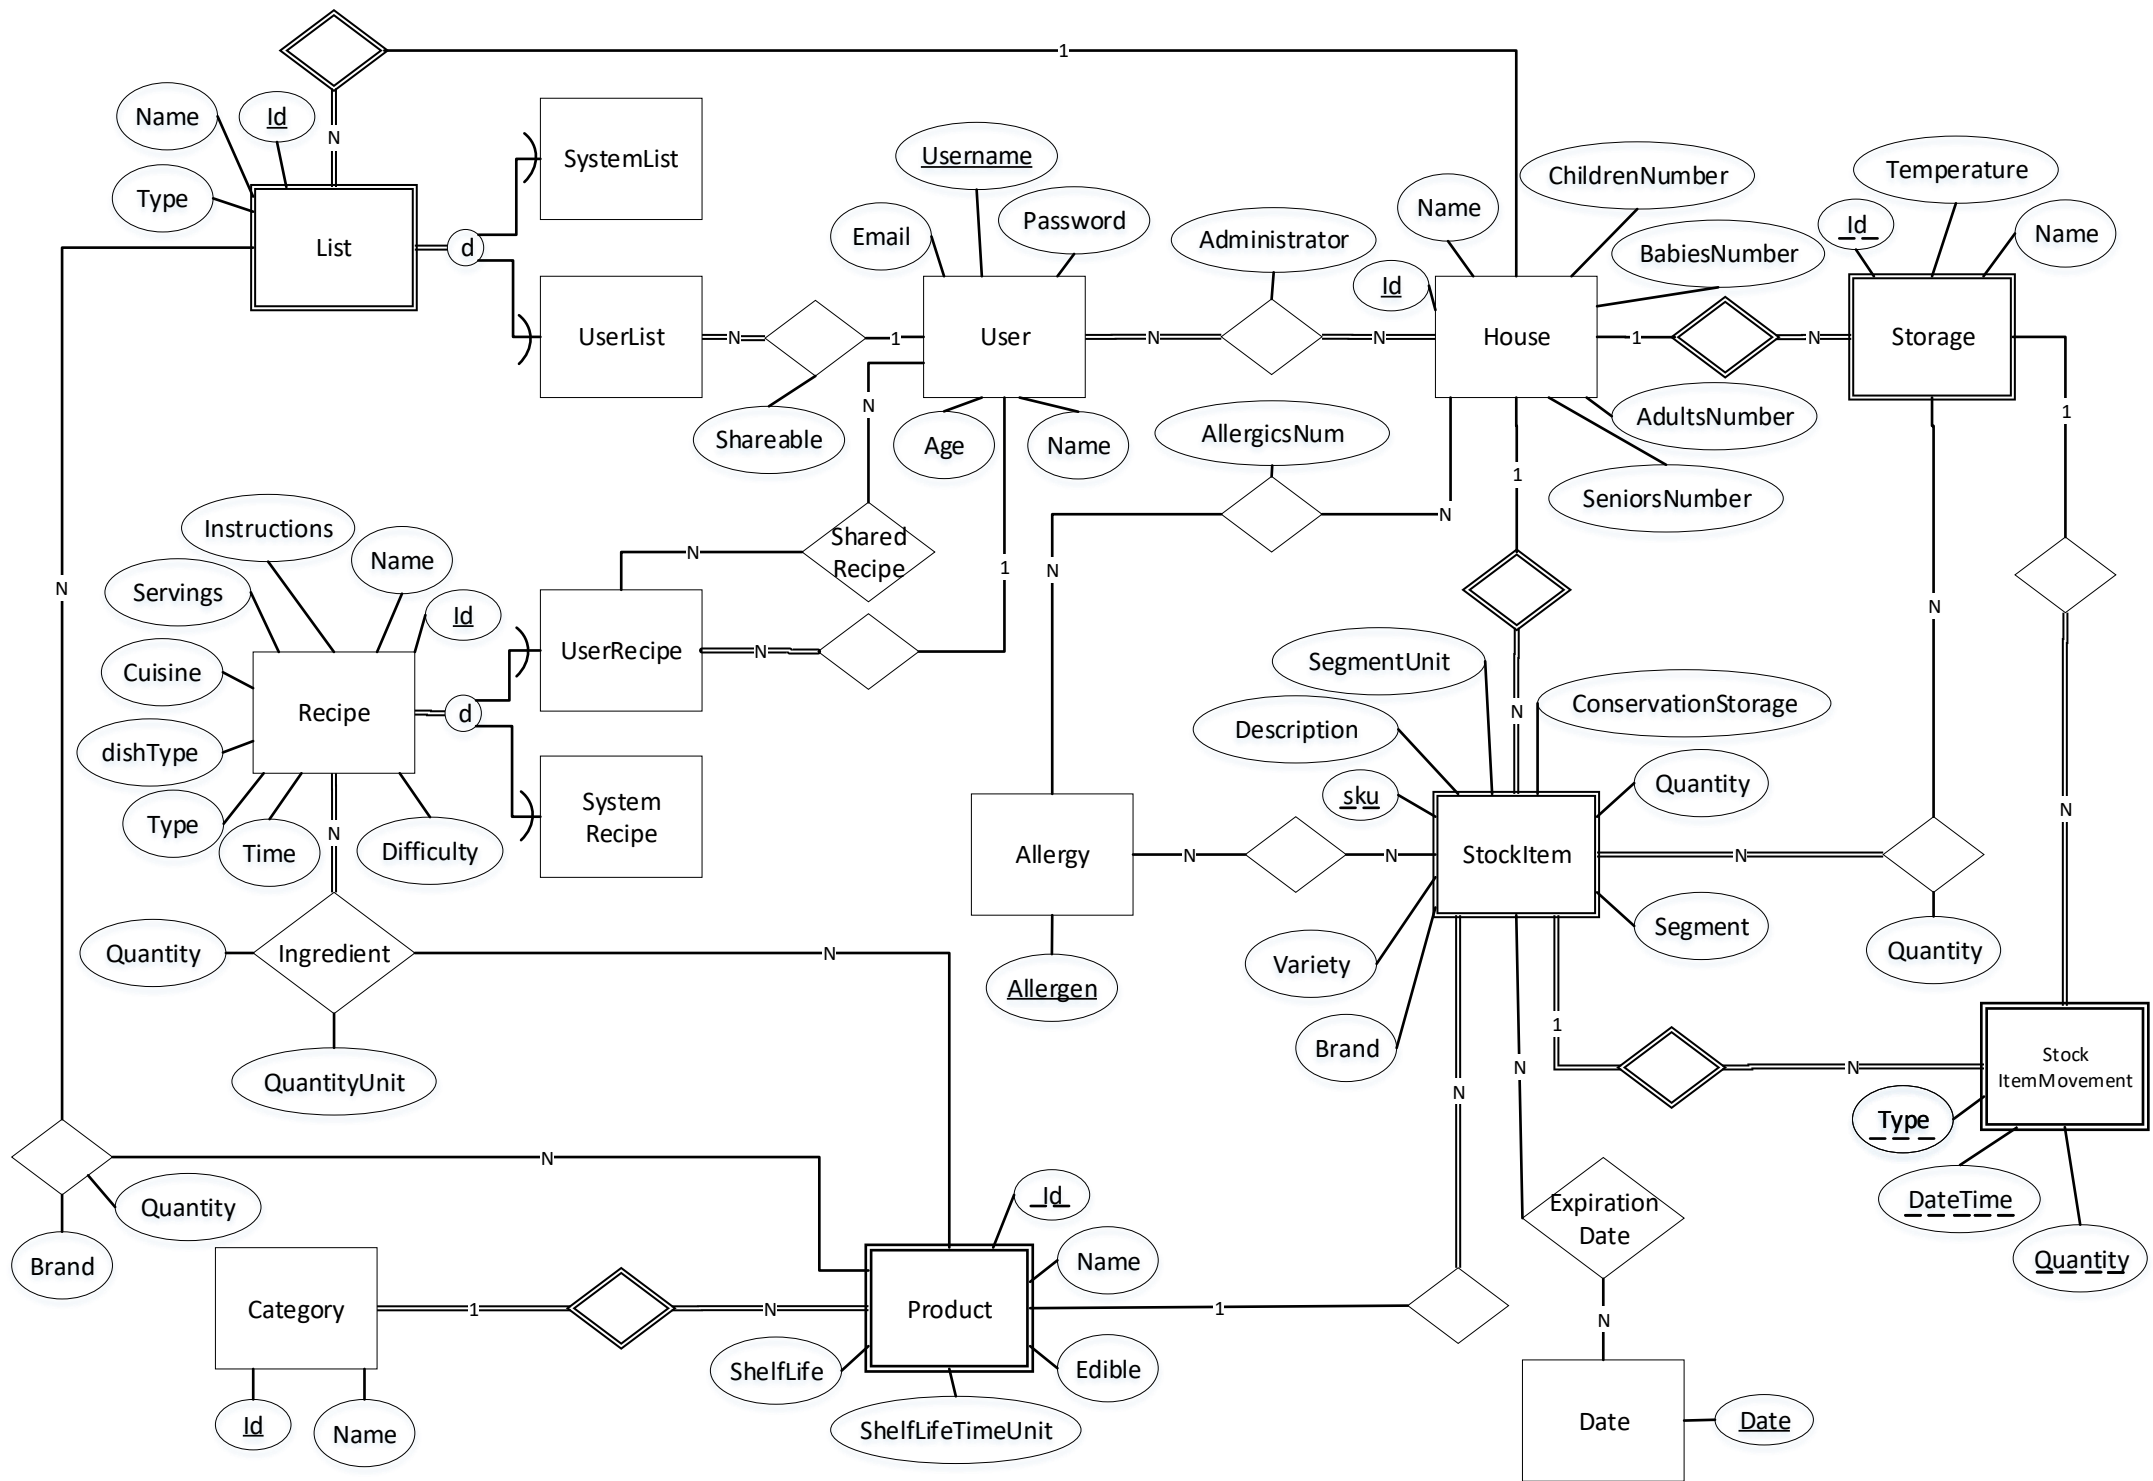 1
Name
Id
N
Type
List
d
SystemList
UserList
N
1
Shareable
Username
Email
Password
User
Age
Name
N
Administrator
N
N
AllergicsNum
N
N
1
Name
Id
ChildrenNumber
BabiesNumber
House
AdultsNumber
SeniorsNumber
1
N
1
Temperature
Id
Name
Storage
1
N
N
Instructions
Name
Servings
Id
Cuisine
dishType
Type
Time
Difficulty
Recipe
d
N
UserRecipe
N
System
Recipe
Shared
Recipe
N
N
Quantity
Ingredient
QuantityUnit
N
Allergy
Allergen
N
N
SegmentUnit
Description
sku
ConservationStorage
Quantity
StockItem
N
Segment
Variety
Brand
N
N
1
N
Quantity
N
Stock
ItemMovement
Type
DateTime
Quantity
N
Quantity
Brand
Category
Id
Name
1
N
Product
Id
Name
ShelfLife
Edible
ShelfLifeTimeUnit
1
Expiration
Date
N
Date
Date